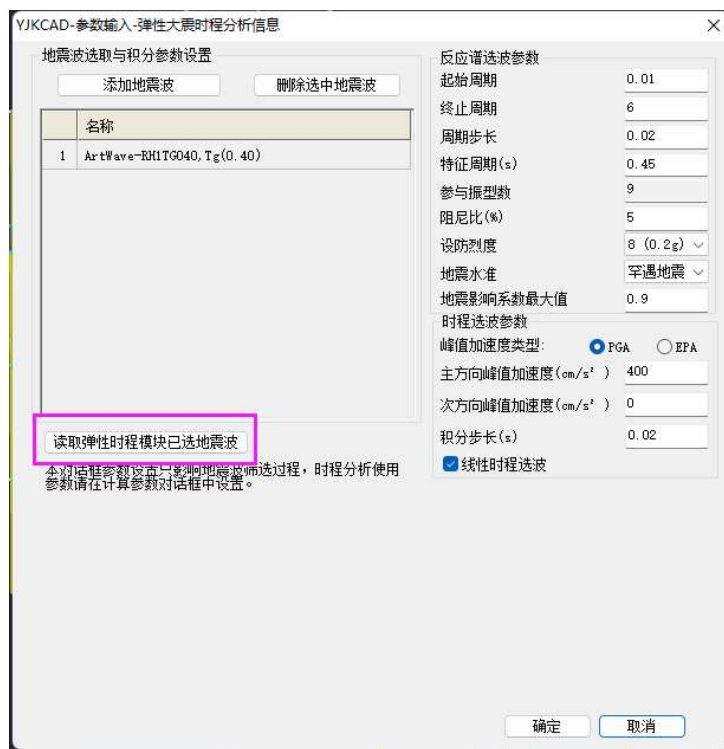 YJKCAD-参数输入-弹性大震时程分析信息
地震波选取与积分参数设置
添加地震波
删除选中地震波
名称
1 ArtWave-RH1TG040,Tg(0.40)
读取弹性时程模块已选地震波
本对话框参数设置只影响地震波筛选过程，时程分析使用
参数请在计算参数对话框中设置。
反应谱选波参数
起始周期 0.01
终止周期 6
周期步长 0.02
特征周期(s) 0.45
参与振型数 9
阻尼比(%) 5
设防烈度 8 (0.2g)
地震水准 罕遇地震
地震影响系数最大值 0.9
时程选波参数
峰值加速度类型: PGA EPA
主方向峰值加速度(cm/s² ) 400
次方向峰值加速度(cm/s² ) 0
积分步长(s) 0.02
线性时程选波
确定
取消